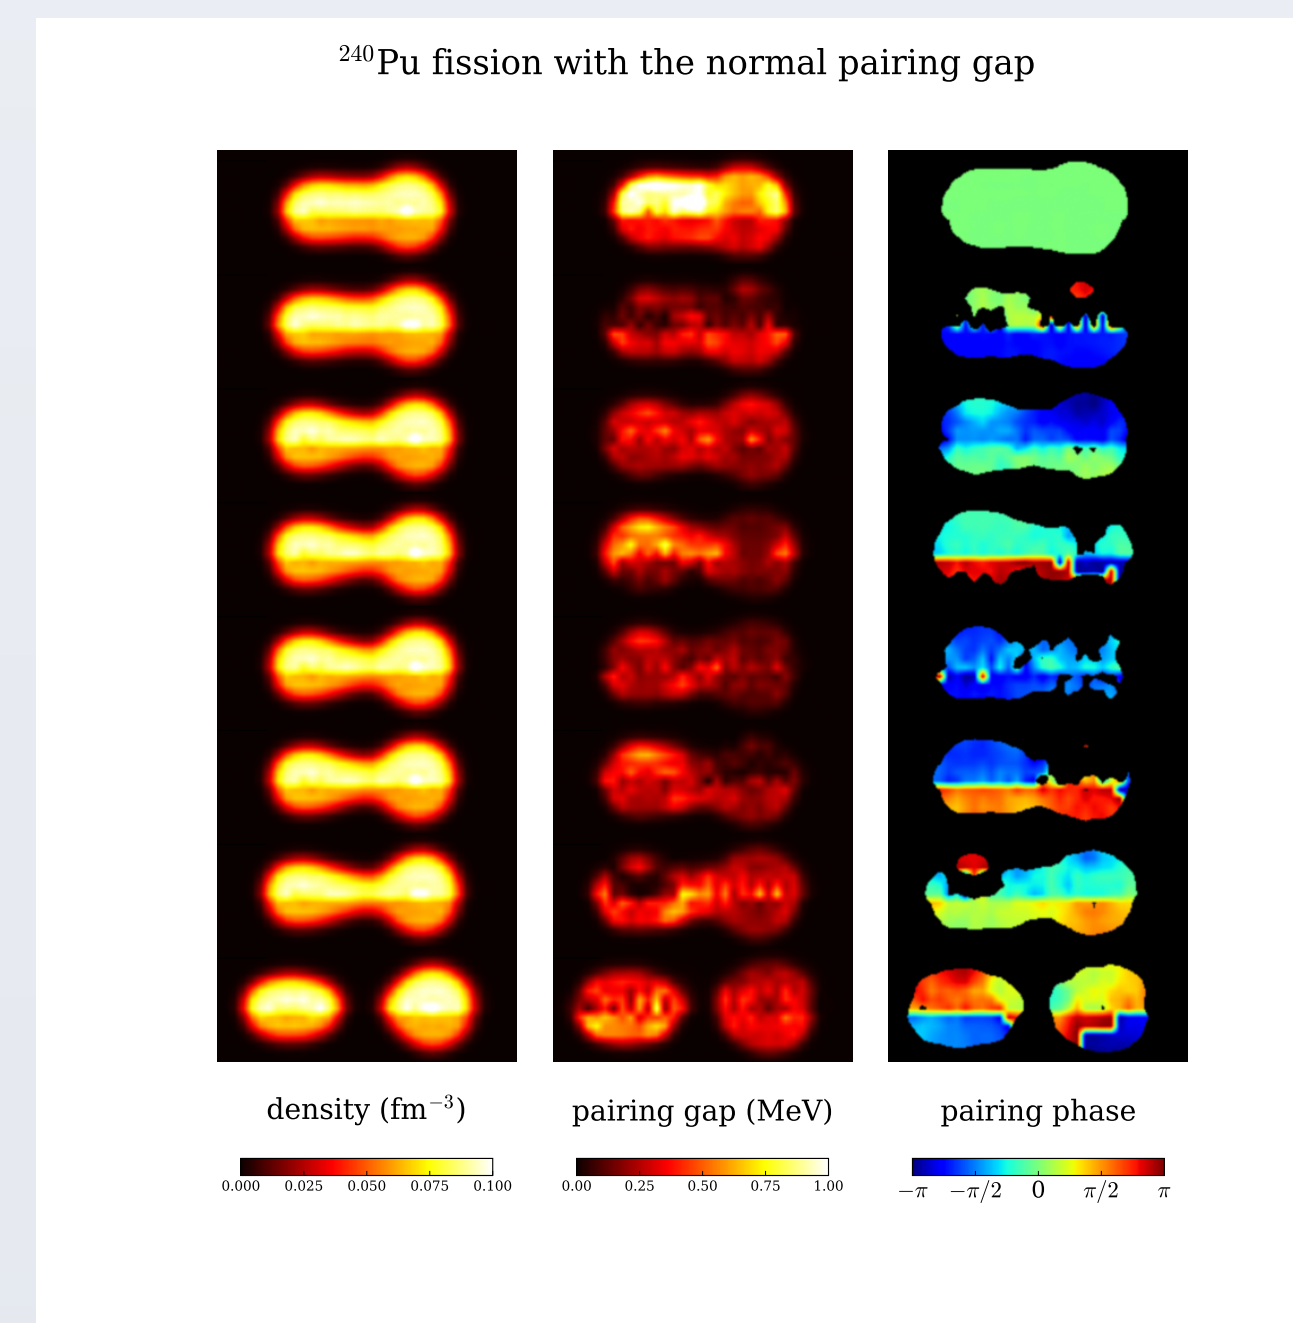 ²⁴⁰Pu fission with the normal pairing gap
density (fm⁻³)
pairing gap (MeV)
pairing phase
0.000 0.025 0.050 0.075 0.100
0.00 0.25 0.50 0.75 1.00
−π −π/2 0 π/2 π